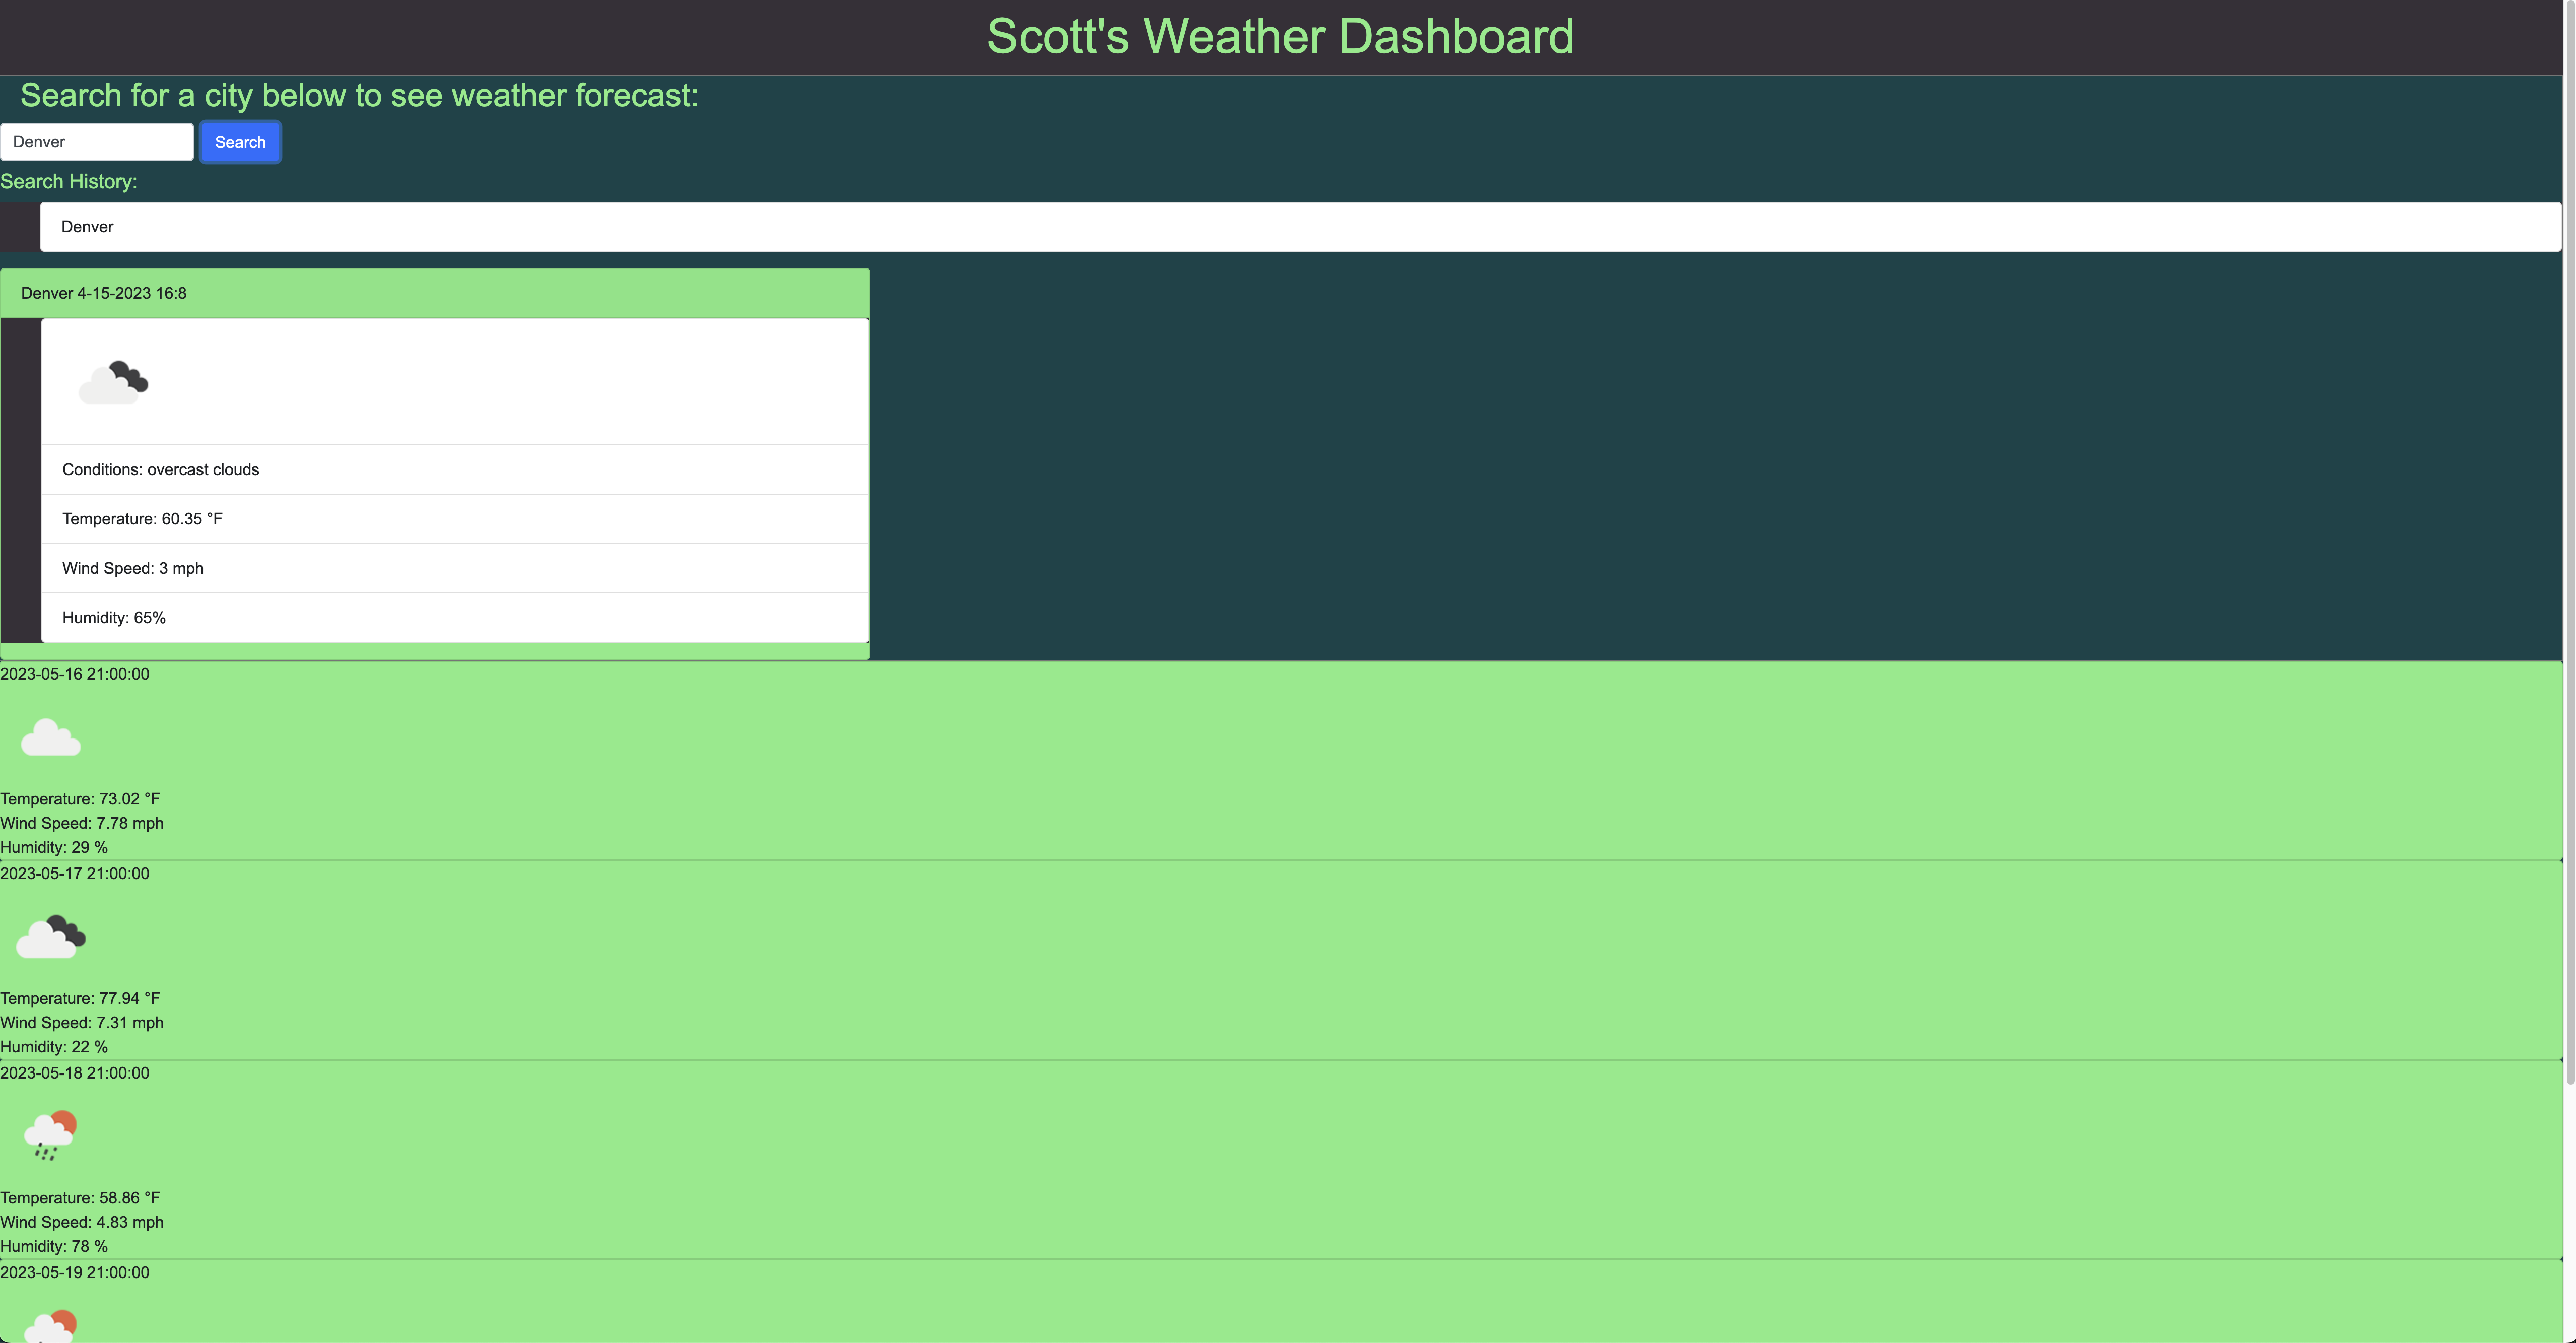 Scott's Weather Dashboard
Search for a city below to see weather forecast:
Denver
Search
Search History:
Denver
Denver 4-15-2023 16:8
Conditions: overcast clouds
Temperature: 60.35 °F
Wind Speed: 3 mph
Humidity: 65%
2023-05-16 21:00:00
Temperature: 73.02 °F
Wind Speed: 7.78 mph
Humidity: 29 %
2023-05-17 21:00:00
Temperature: 77.94 °F
Wind Speed: 7.31 mph
Humidity: 22 %
2023-05-18 21:00:00
Temperature: 58.86 °F
Wind Speed: 4.83 mph
Humidity: 78 %
2023-05-19 21:00:00